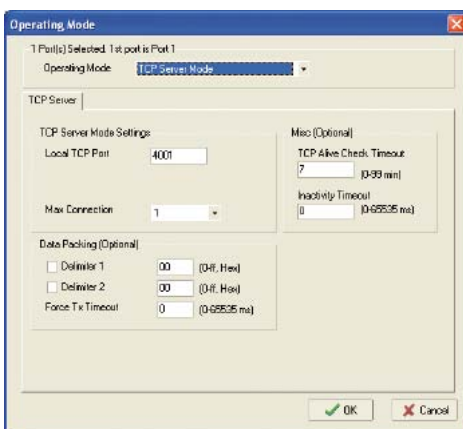 Operating Mode
1 Port(s) Selected. 1st port is Port 1
Operating Mode TCP Server Mode
TCP Server
TCP Server Mode Settings
Local TCP Port 4001
Max Connection 1
Misc (Optional)
TCP Alive Check Timeout
7 (0-99 min)
Inactivity Timeout
0 (0-65535 ms)
Data Packing (Optional)
Delimiter 1 00 (0-ff, Hex)
Delimiter 2 00 (0-ff, Hex)
Force Tx Timeout 0 (0-65535 ms)
OK Cancel